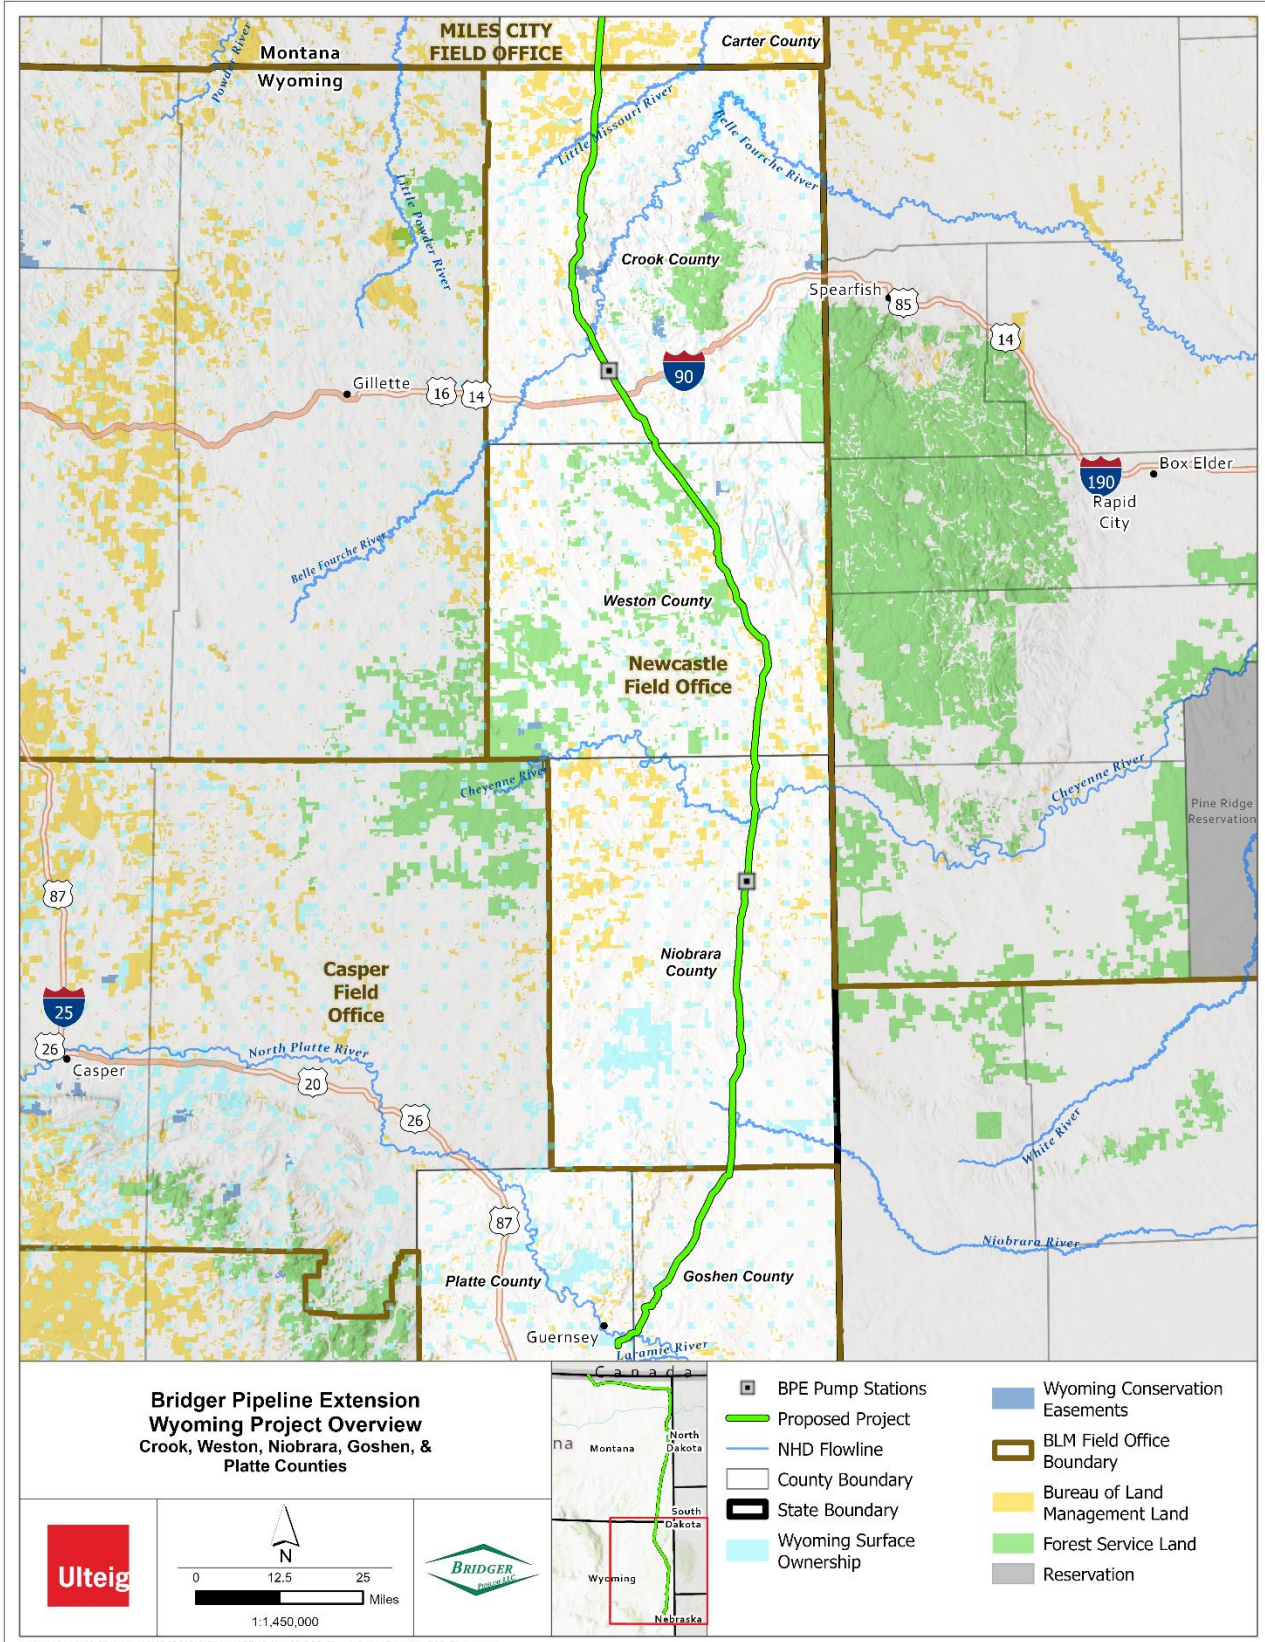 MILES CITY
FIELD OFFICE
Carter County
Montana
Wyoming
Powder River
Little Missouri River
Belle Fourche River
Little Powder River
Crook County
Spearfish
85
14
Gillette
16
14
90
190
Box Elder
Rapid
City
Belle Fourche River
Weston County
Newcastle
Field Office
Cheyenne River
Cheyenne River
Pine Ridge
Reservation
87
Niobrara
County
Casper
Field
Office
25
26
Casper
North Platte River
20
26
White River
87
Niobrara River
Platte County
Goshen County
Guernsey
Laramie River
Bridger Pipeline Extension
Wyoming Project Overview
Crook, Weston, Niobrara, Goshen, &
Platte Counties
Ulteig
N
0 12.5 25
Miles
1:1,450,000
BRIDGER
PIPELINE LLC
Canada
na
Montana
North
Dakota
South
Dakota
Wyoming
Nebraska
BPE Pump Stations
Proposed Project
NHD Flowline
County Boundary
State Boundary
Wyoming Surface
Ownership
Wyoming Conservation
Easements
BLM Field Office
Boundary
Bureau of Land
Management Land
Forest Service Land
Reservation